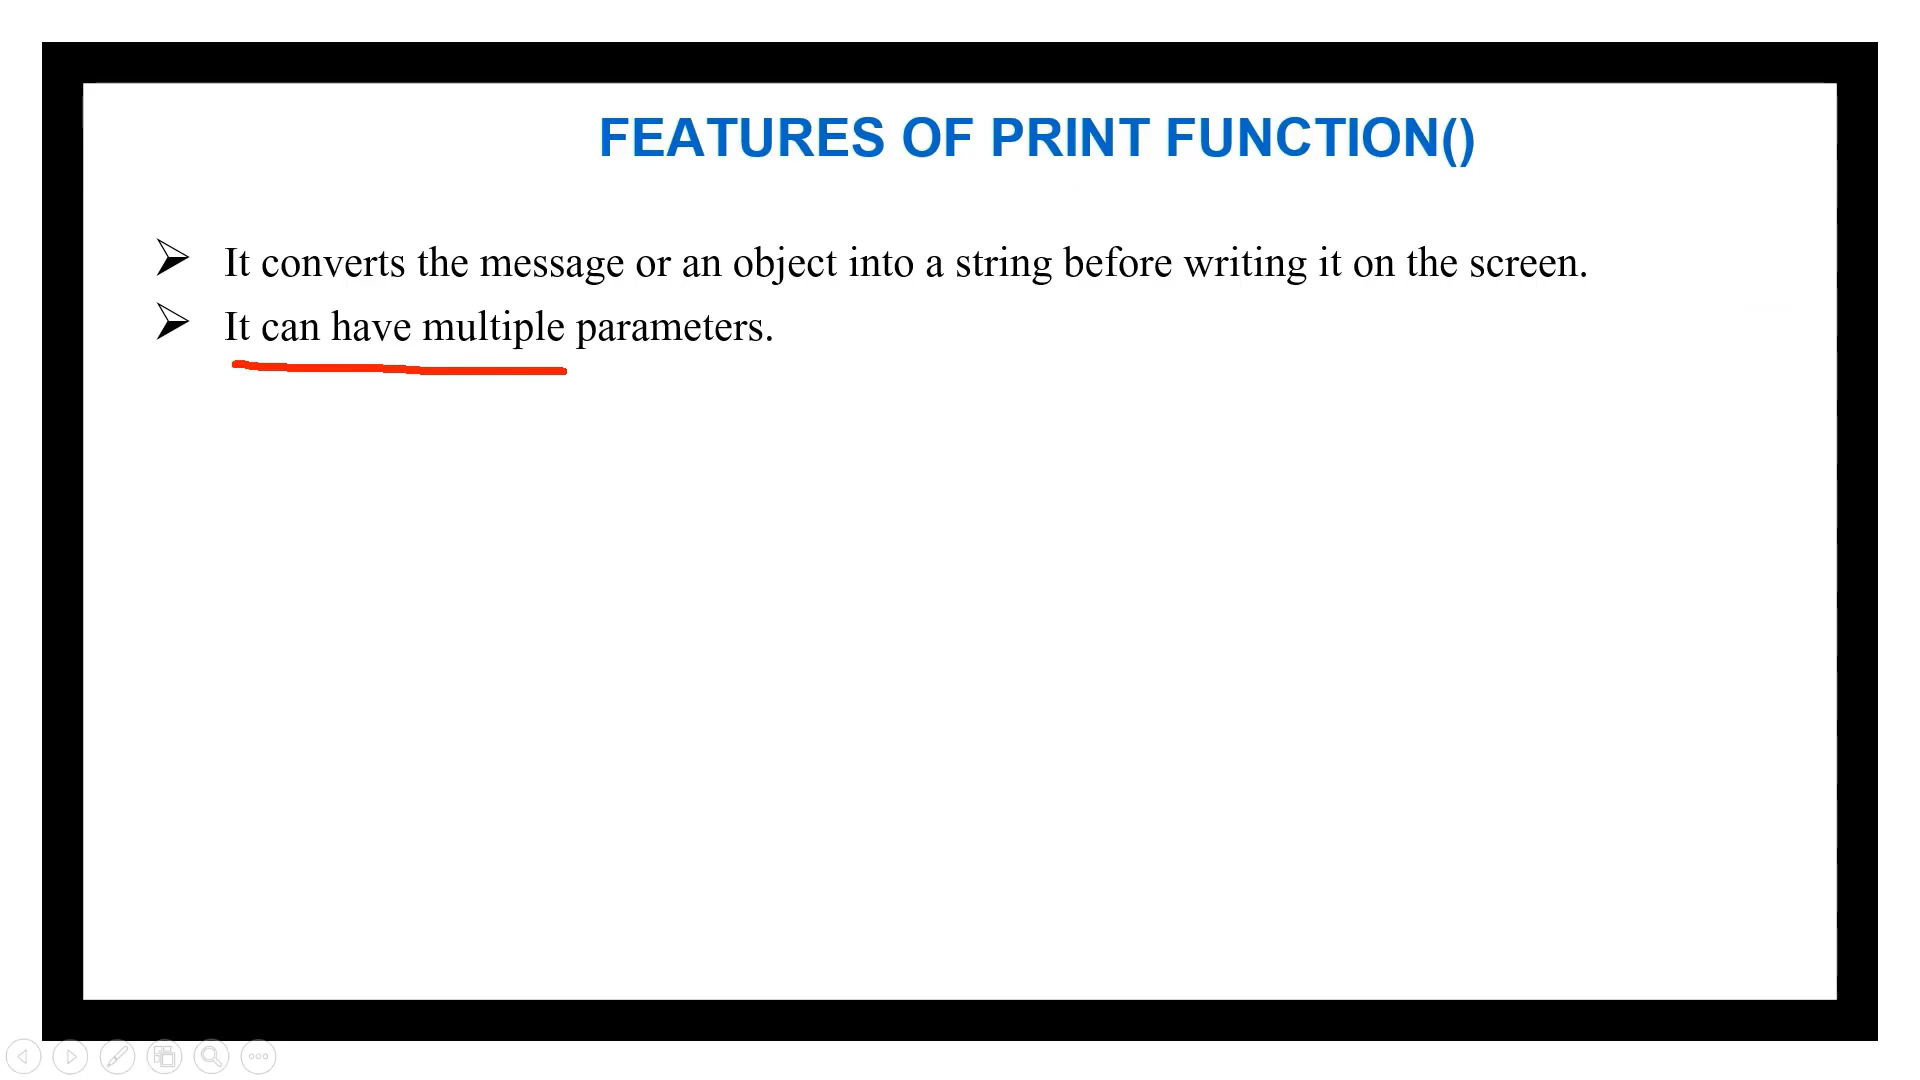 FEATURES OF PRINT FUNCTION()
It converts the message or an object into a string before writing it on the screen.
It can have multiple parameters.